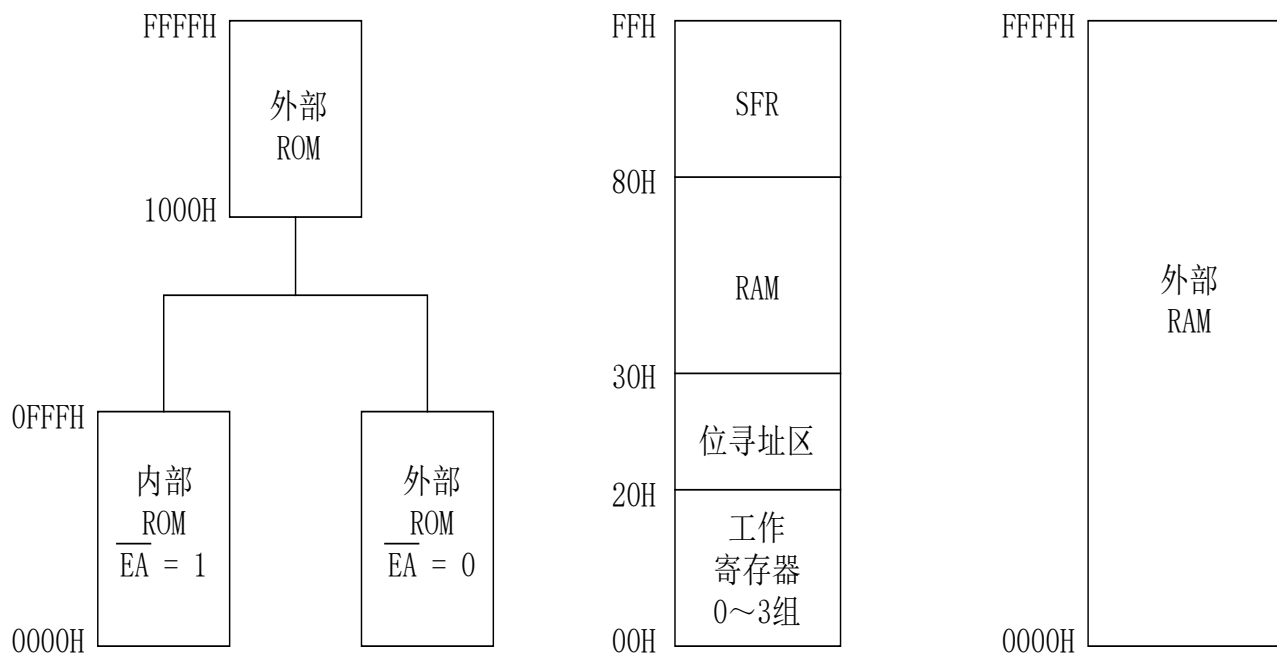 FFFFH
外部
ROM
1000H
0FFFH
内部
ROM
E̅A̅ = 1
外部
ROM
E̅A̅ = 0
0000H
FFH
SFR
80H
RAM
30H
位寻址区
20H
工作
寄存器
0～3组
00H
FFFFH
外部
RAM
0000H